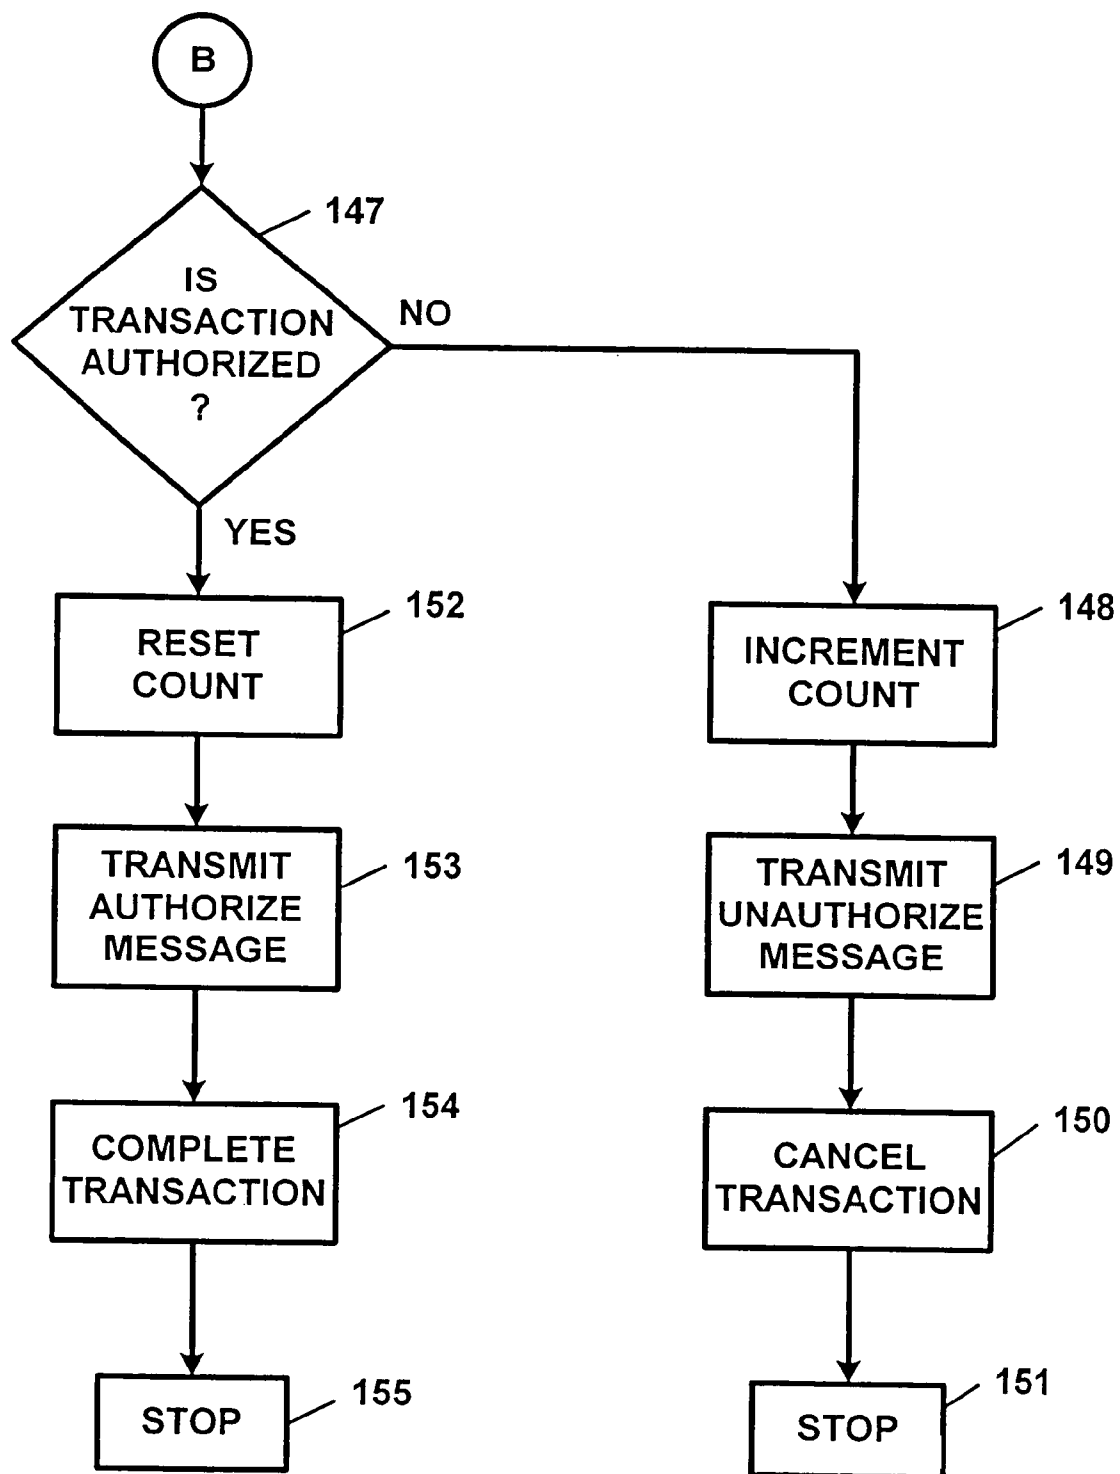 B
147
IS
TRANSACTION
AUTHORIZED
?
NO
YES
152
RESET
COUNT
148
INCREMENT
COUNT
153
TRANSMIT
AUTHORIZE
MESSAGE
149
TRANSMIT
UNAUTHORIZE
MESSAGE
154
COMPLETE
TRANSACTION
150
CANCEL
TRANSACTION
155
STOP
151
STOP